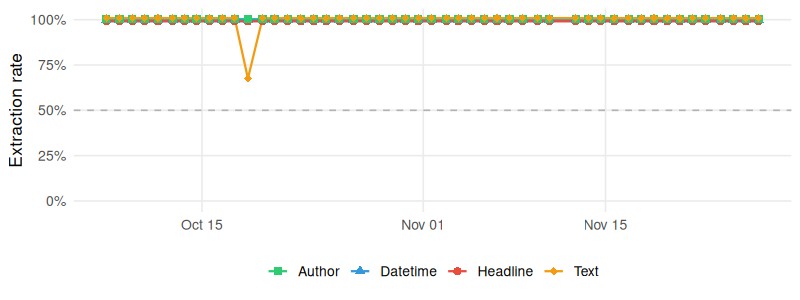 Extraction rate
100%
75%
50%
25%
0%
Oct 15 Nov 01 Nov 15
Author Datetime Headline Text